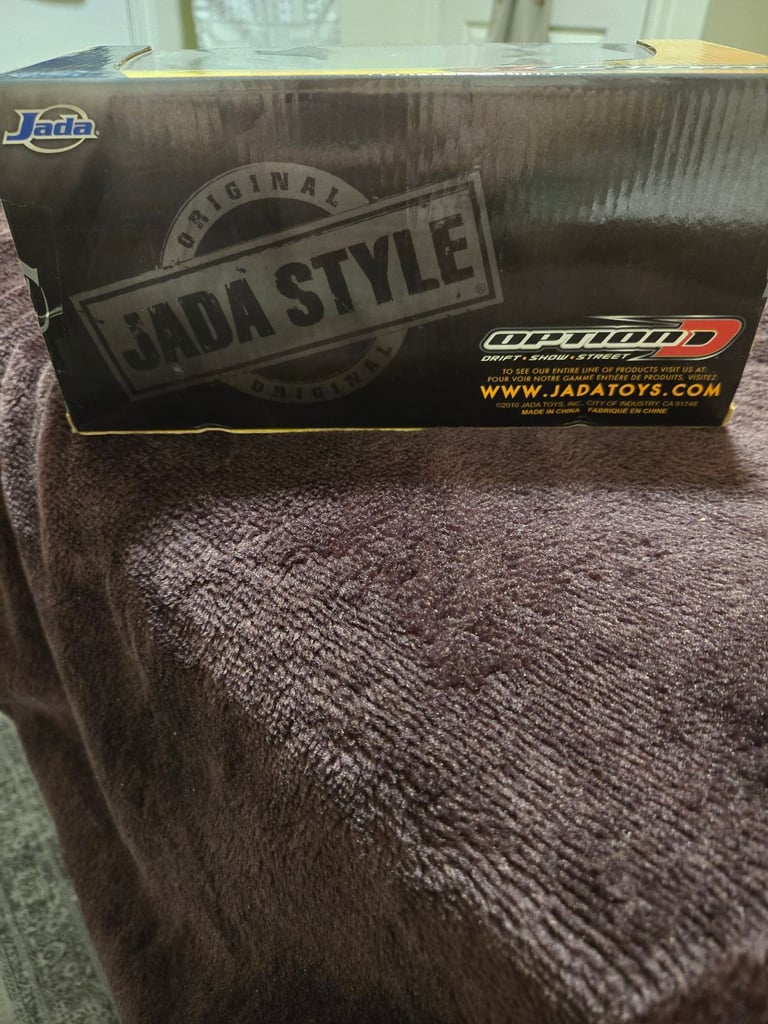 Jada
ORIGINAL
JADA STYLE
ORIGINAL
OPTION D
DRIFT • SHOW • STREET
TO SEE OUR ENTIRE LINE OF PRODUCTS VISIT US AT:
POUR VOIR NOTRE GAMME ENTIÈRE DE PRODUITS, VISITEZ:
WWW.JADATOYS.COM
©2010 JADA TOYS, INC. CITY OF INDUSTRY, CA 91748
MADE IN CHINA FABRIQUÉ EN CHINE